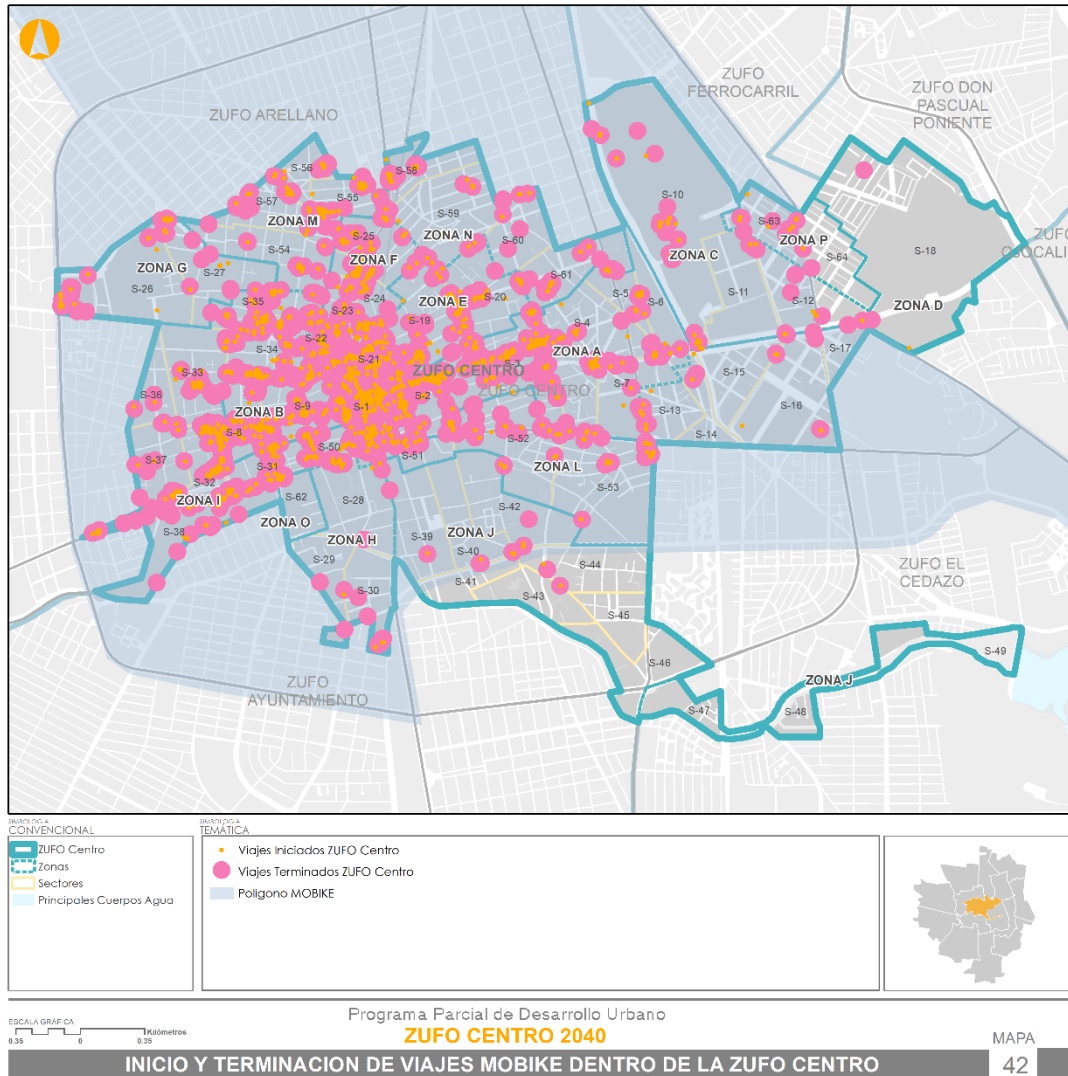 ZUFO
FERROCARRIL
ZUFO DON
PASCUAL
PONIENTE
ZUFO ARELLANO
S-56
S-58
S-57
S-55
S-10
S-59
S-63
ZONA M
S-25
ZONA N
ZONA P
S-54
S-60
ZONA C
S-64
S-18
ZUFO
OJOCALI
ZONA G
S-27
ZONA F
S-61
S-26
S-24
S-20
S-5
S-11
S-35
ZONA E
S-6
S-12
ZONA D
S-23
S-19
S-4
S-22
S-17
S-34
S-21
S-3
ZONA A
ZUFO CENTRO
S-33
ZUFO CENTRO
S-7
S-15
S-36
S-2
S-16
S-9
S-1
ZONA B
S-13
S-8
S-52
S-14
S-50
S-51
S-37
S-31
ZONA L
S-32
S-53
ZONA I
S-62
S-28
S-42
ZONA O
S-38
ZONA H
ZONA J
S-39
S-40
S-29
S-44
ZUFO EL
CEDAZO
S-41
S-30
S-43
S-45
S-49
S-46
ZUFO
AYUNTAMIENTO
ZONA J
S-47
S-48
SIMBOLOGÍA
CONVENCIONAL
ZUFO Centro
Zonas
Sectores
Principales Cuerpos Agua
SIMBOLOGÍA
TEMÁTICA
Viajes Iniciados ZUFO Centro
Viajes Terminados ZUFO Centro
Poligono MOBIKE
ESCALA GRÁFICA
0.35 0 0.35 Kilómetros
Programa Parcial de Desarrollo Urbano
ZUFO CENTRO 2040
INICIO Y TERMINACION DE VIAJES MOBIKE DENTRO DE LA ZUFO CENTRO
MAPA
42